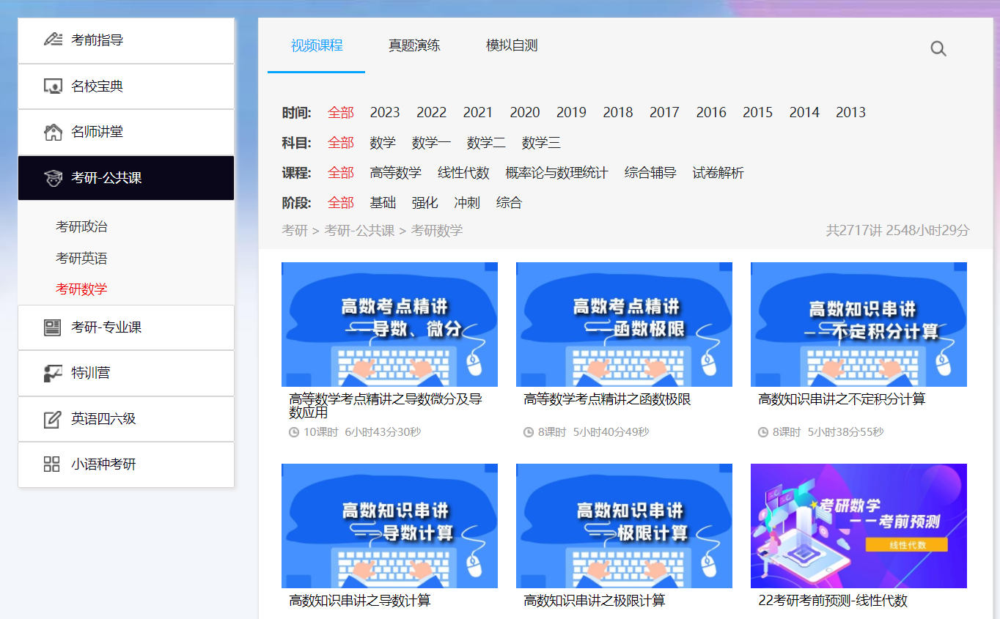 考前指导
名校宝典
名师讲堂
考研-公共课
考研政治
考研英语
考研数学
考研-专业课
特训营
英语四六级
小语种考研
视频课程 真题演练 模拟自测
时间: 全部 2023 2022 2021 2020 2019 2018 2017 2016 2015 2014 2013
科目: 全部 数学 数学一 数学二 数学三
课程: 全部 高等数学 线性代数 概率论与数理统计 综合辅导 试卷解析
阶段: 全部 基础 强化 冲刺 综合
考研 > 考研-公共课 > 考研数学 共2717讲 2548小时29分
高数考点精讲
——导数、微分
高等数学考点精讲之导数微分及导
数应用
10课时 6小时43分30秒
高数考点精讲
——函数极限
高等数学考点精讲之函数极限
8课时 5小时40分49秒
高数知识串讲
——不定积分计算
高数知识串讲之不定积分计算
8课时 5小时38分55秒
高数知识串讲
——导数计算
高数知识串讲之导数计算
高数知识串讲
——极限计算
高数知识串讲之极限计算
考研数学
——考前预测
线性代数
22考研考前预测-线性代数